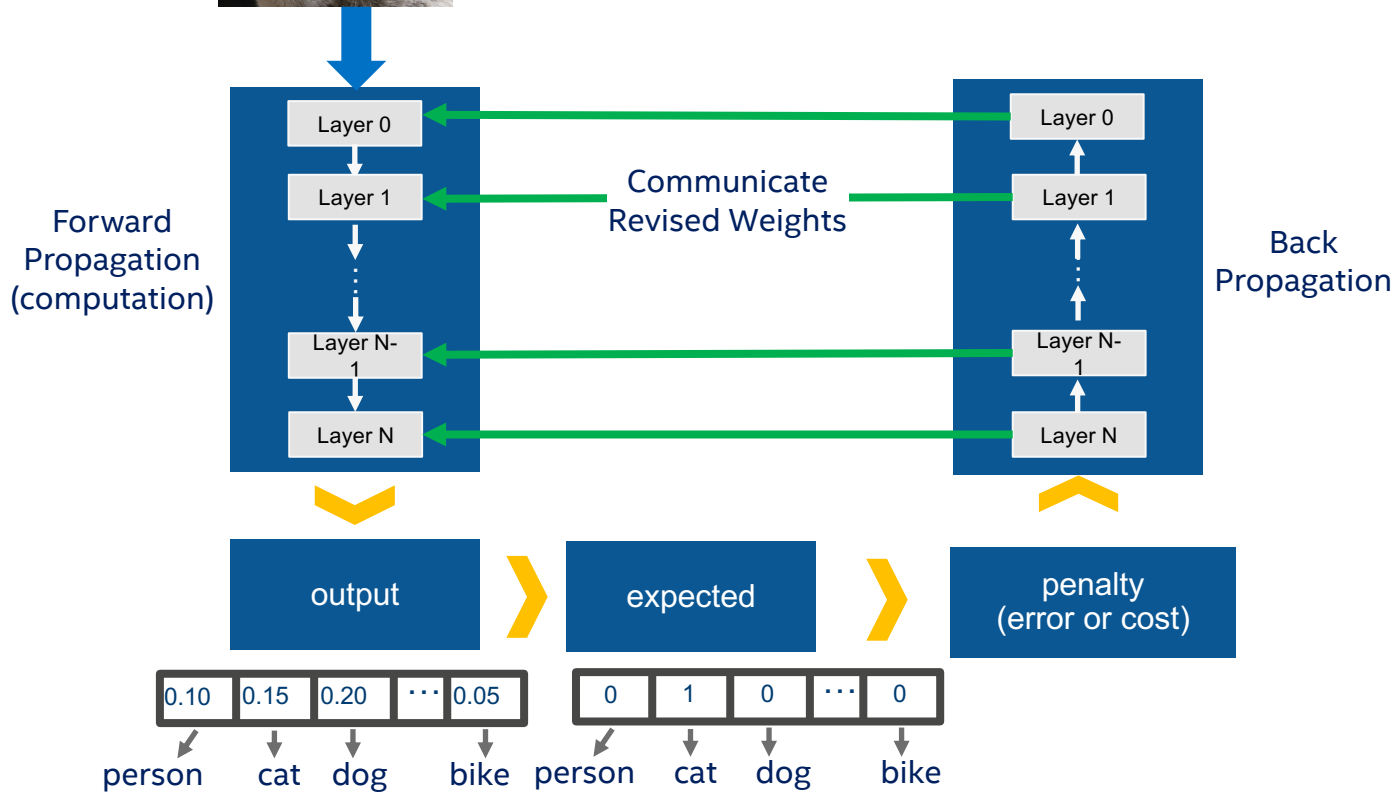 Layer 0
Layer 1
Layer N-
1
Layer N
Forward
Propagation
(computation)
Communicate
Revised Weights
Layer 0
Layer 1
Layer N-
1
Layer N
Back
Propagation
output
expected
penalty
(error or cost)
0.10 0.15 0.20 ... 0.05
person cat dog bike
0 1 0 ... 0
person cat dog bike